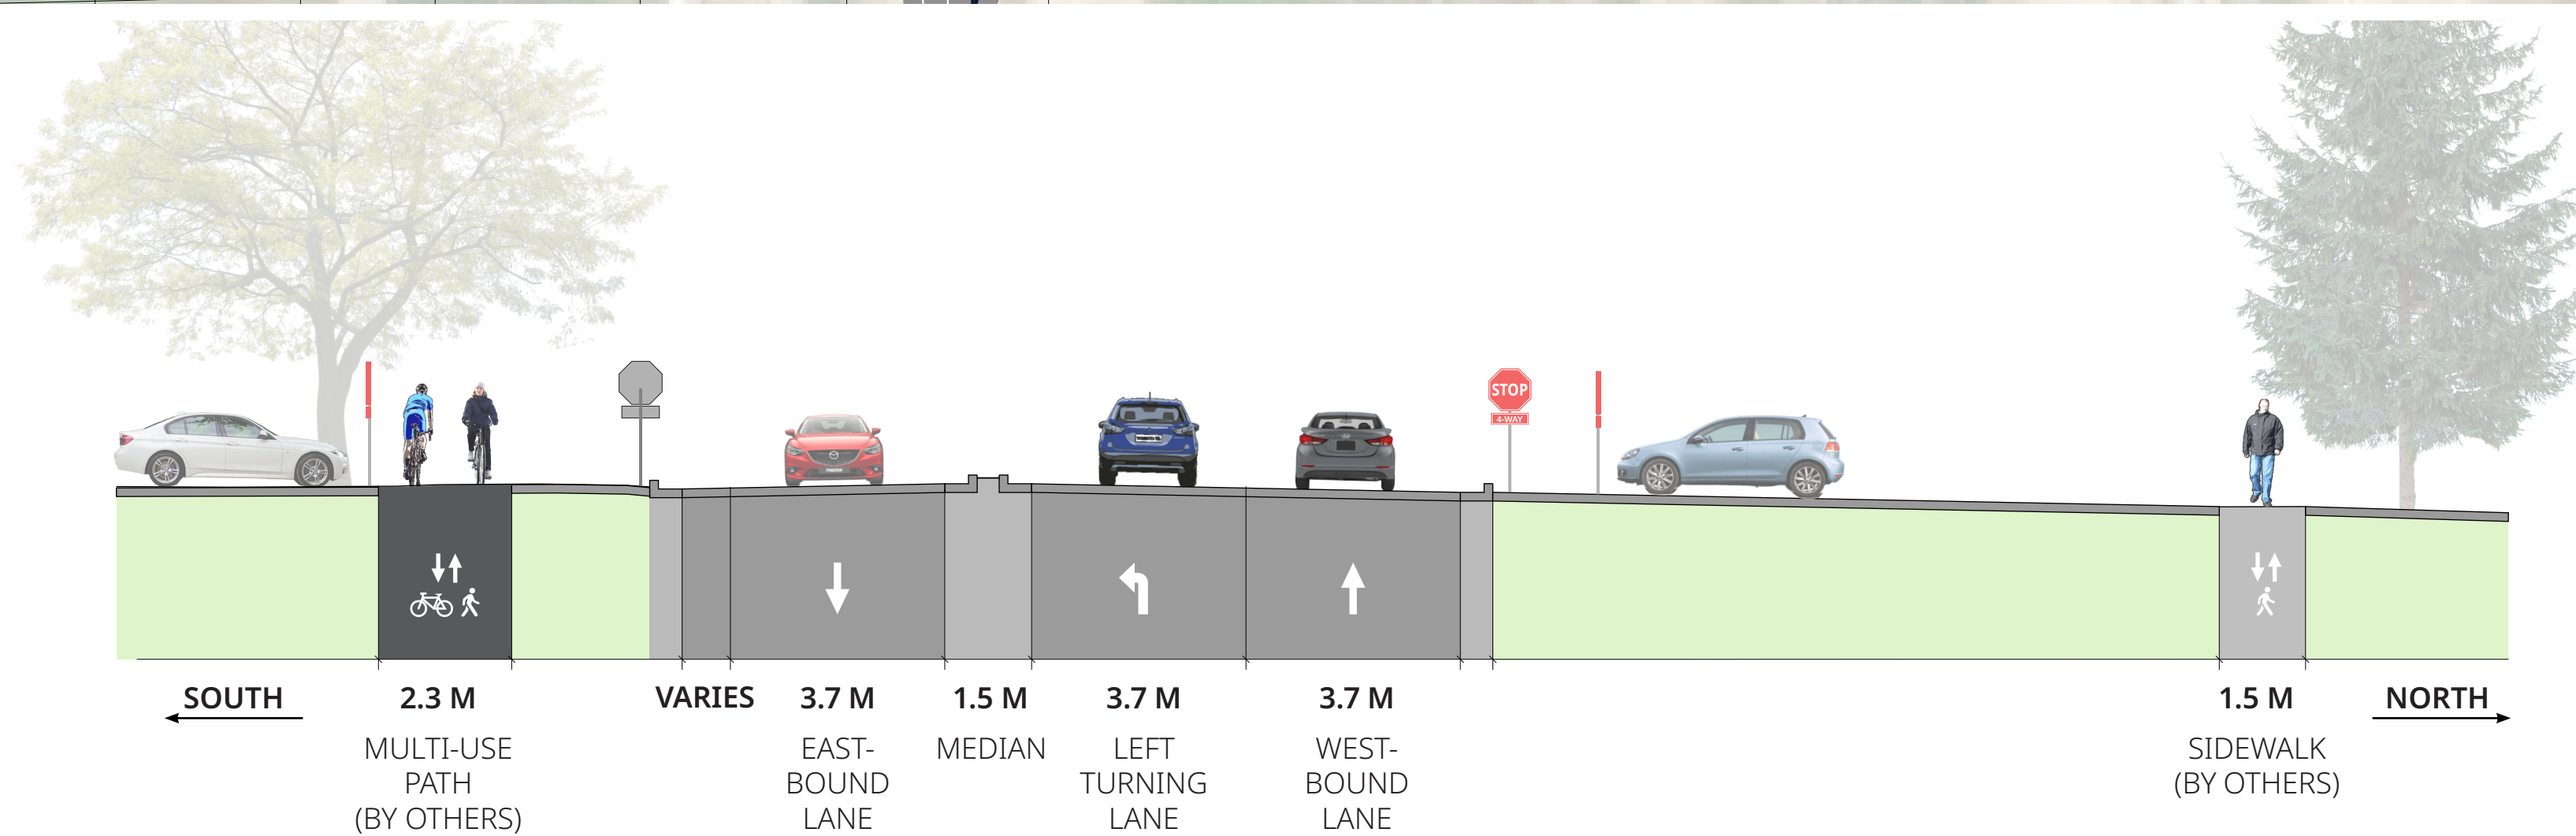 STOP
4-WAY
SOUTH
2.3 M
MULTI-USE
PATH
(BY OTHERS)
VARIES
3.7 M
EAST-
BOUND
LANE
1.5 M
MEDIAN
3.7 M
LEFT
TURNING
LANE
3.7 M
WEST-
BOUND
LANE
1.5 M
SIDEWALK
(BY OTHERS)
NORTH